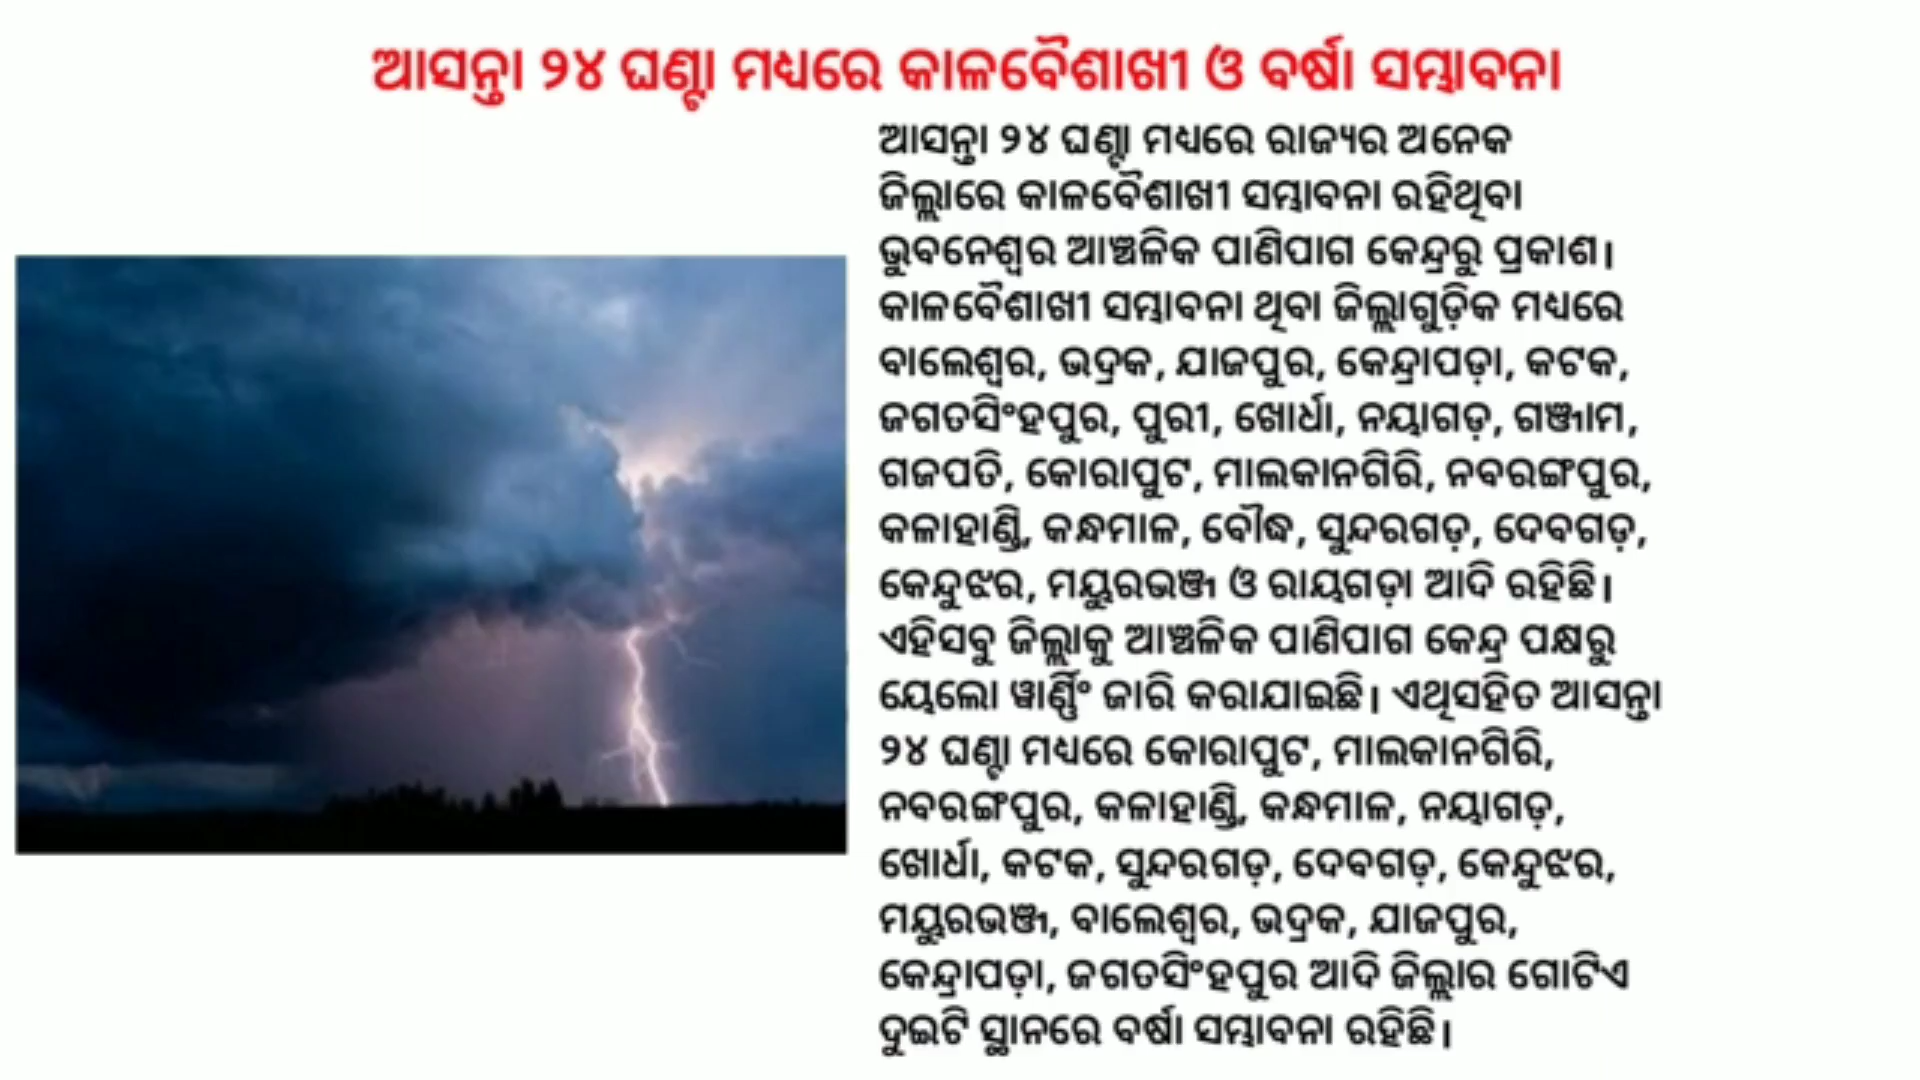 ଆସନ୍ତା ୨୪ ଘଣ୍ଟା ମଧ୍ୟରେ କାଳବୈଶାଖୀ ଓ ବର୍ଷା ସମ୍ଭାବନା
ଆସନ୍ତା ୨୪ ଘଣ୍ଟା ମଧ୍ୟରେ ରାଜ୍ୟର ଅନେକ
ଜିଲ୍ଲାରେ କାଳବୈଶାଖୀ ସମ୍ଭାବନା ରହିଥିବା
ଭୁବନେଶ୍ୱର ଆଞ୍ଚଳିକ ପାଣିପାଗ କେନ୍ଦ୍ରରୁ ପ୍ରକାଶ।
କାଳବୈଶାଖୀ ସମ୍ଭାବନା ଥିବା ଜିଲ୍ଲାଗୁଡ଼ିକ ମଧ୍ୟରେ
ବାଲେଶ୍ୱର, ଭଦ୍ରକ, ଯାଜପୁର, କେନ୍ଦ୍ରାପଡ଼ା, କଟକ,
ଜଗତସିଂହପୁର, ପୁରୀ, ଖୋର୍ଧା, ନୟାଗଡ଼, ଗଞ୍ଜାମ,
ଗଜପତି, କୋରାପୁଟ, ମାଲକାନଗିରି, ନବରଙ୍ଗପୁର,
କଳାହାଣ୍ଡି, କନ୍ଧମାଳ, ବୌଦ୍ଧ, ସୁନ୍ଦରଗଡ଼, ଦେବଗଡ଼,
କେନ୍ଦୁଝର, ମୟୁରଭଞ୍ଜ ଓ ରାୟଗଡ଼ା ଆଦି ରହିଛି।
ଏହିସବୁ ଜିଲ୍ଲାକୁ ଆଞ୍ଚଳିକ ପାଣିପାଗ କେନ୍ଦ୍ର ପକ୍ଷରୁ
ୟେଲୋ ୱାର୍ଣ୍ଣିଂ ଜାରି କରାଯାଇଛି। ଏଥିସହିତ ଆସନ୍ତା
୨୪ ଘଣ୍ଟା ମଧ୍ୟରେ କୋରାପୁଟ, ମାଲକାନଗିରି,
ନବରଙ୍ଗପୁର, କଳାହାଣ୍ଡି, କନ୍ଧମାଳ, ନୟାଗଡ଼,
ଖୋର୍ଧା, କଟକ, ସୁନ୍ଦରଗଡ଼, ଦେବଗଡ଼, କେନ୍ଦୁଝର,
ମୟୁରଭଞ୍ଜ, ବାଲେଶ୍ୱର, ଭଦ୍ରକ, ଯାଜପୁର,
କେନ୍ଦ୍ରାପଡ଼ା, ଜଗତସିଂହପୁର ଆଦି ଜିଲ୍ଲାର ଗୋଟିଏ
ଦୁଇଟି ସ୍ଥାନରେ ବର୍ଷା ସମ୍ଭାବନା ରହିଛି।